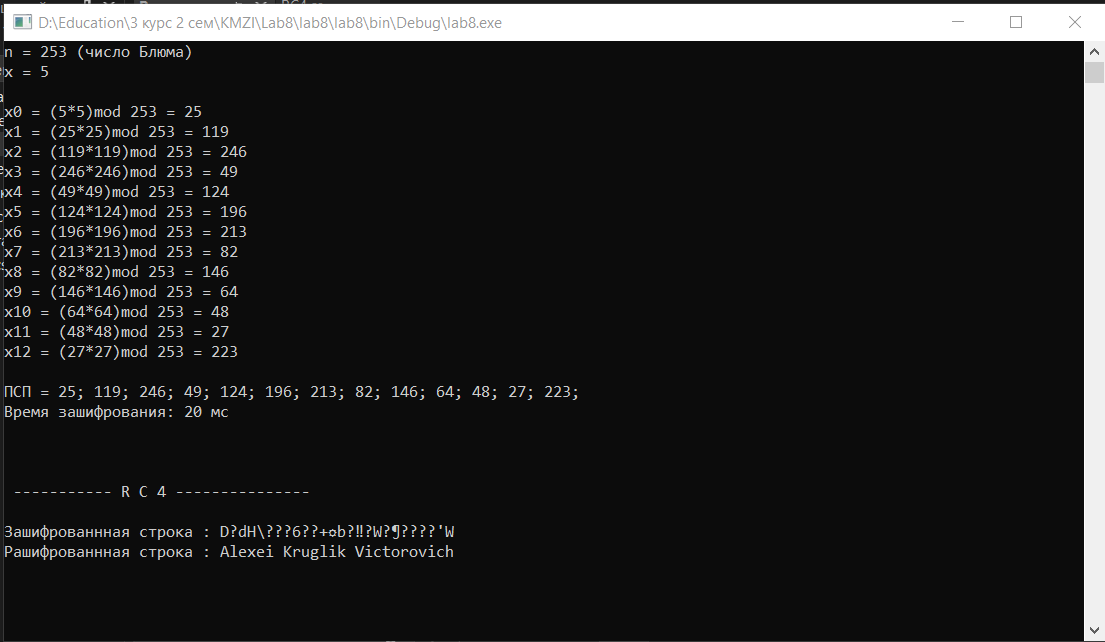 D:\Education\3 курс 2 сем\KMZI\Lab8\lab8\lab8\bin\Debug\lab8.exe
n = 253 (число Блюма)
x = 5
x0 = (5*5)mod 253 = 25
x1 = (25*25)mod 253 = 119
x2 = (119*119)mod 253 = 246
x3 = (246*246)mod 253 = 49
x4 = (49*49)mod 253 = 124
x5 = (124*124)mod 253 = 196
x6 = (196*196)mod 253 = 213
x7 = (213*213)mod 253 = 82
x8 = (82*82)mod 253 = 146
x9 = (146*146)mod 253 = 64
x10 = (64*64)mod 253 = 48
x11 = (48*48)mod 253 = 27
x12 = (27*27)mod 253 = 223
ПСП = 25; 119; 246; 49; 124; 196; 213; 82; 146; 64; 48; 27; 223;
Время зашифрования: 20 мс
----------- R C 4 ---------------
Зашифрованнная строка : D?dH\???6??+☼b?‼?W?¶????'W
Рашифрованнная строка : Alexei Kruglik Victorovich